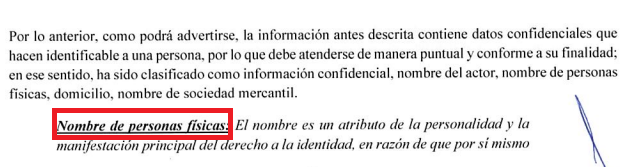 Por lo anterior, como podrá advertirse, la información antes descrita contiene datos confidenciales que
hacen identificable a una persona, por lo que debe atenderse de manera puntual y conforme a su finalidad;
en ese sentido, ha sido clasificado como información confidencial, nombre del actor, nombre de personas
físicas, domicilio, nombre de sociedad mercantil.
Nombre de personas físicas: El nombre es un atributo de la personalidad y la
manifestación principal del derecho a la identidad, en razón de que por sí mismo